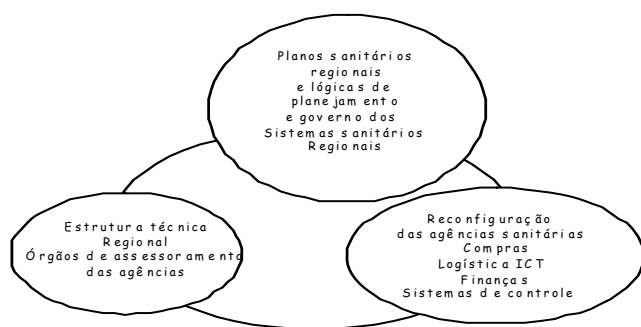 Planos sanitários
regionais
e lógicas de
planejamento
e governo dos
Sistemas sanitários
Regionais
Estrutura técnica
Regional
Órgãos de assessoramento
das agências
Reconfiguração
das agências sanitárias
Compras
Logística ICT
Finanças
Sistemas de controle